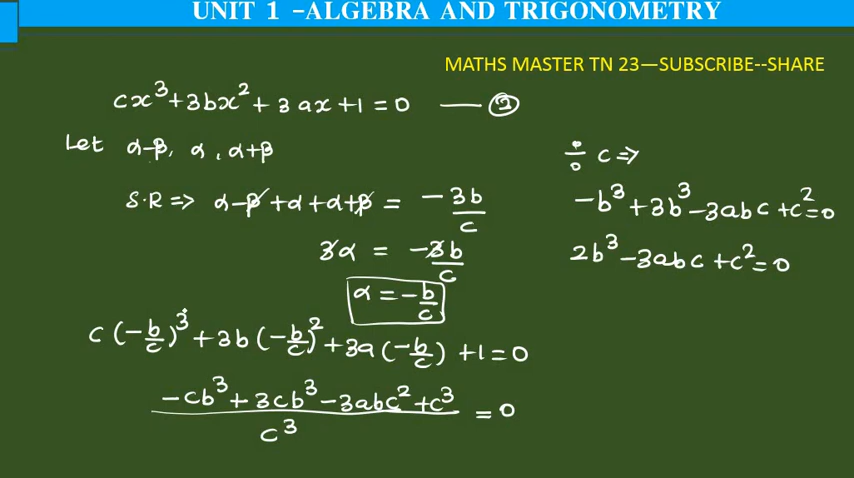 UNIT 1 –ALGEBRA AND TRIGONOMETRY
MATHS MASTER TN 23—SUBSCRIBE--SHARE
cx³+3bx²+3ax+1=0 —— ②
Let α-β, α, α+β
S.R ⇒ α-β+α+α+β = -3b/c
3α = -3b/c
α = -b/c
c(-b/c)³+3b(-b/c)²+3a(-b/c)+1=0
(-cb³+3cb³-3abc²+c³)/c³ = 0
÷ c ⇒
-b³+3b³-3abc+c²=0
2b³-3abc+c²=0